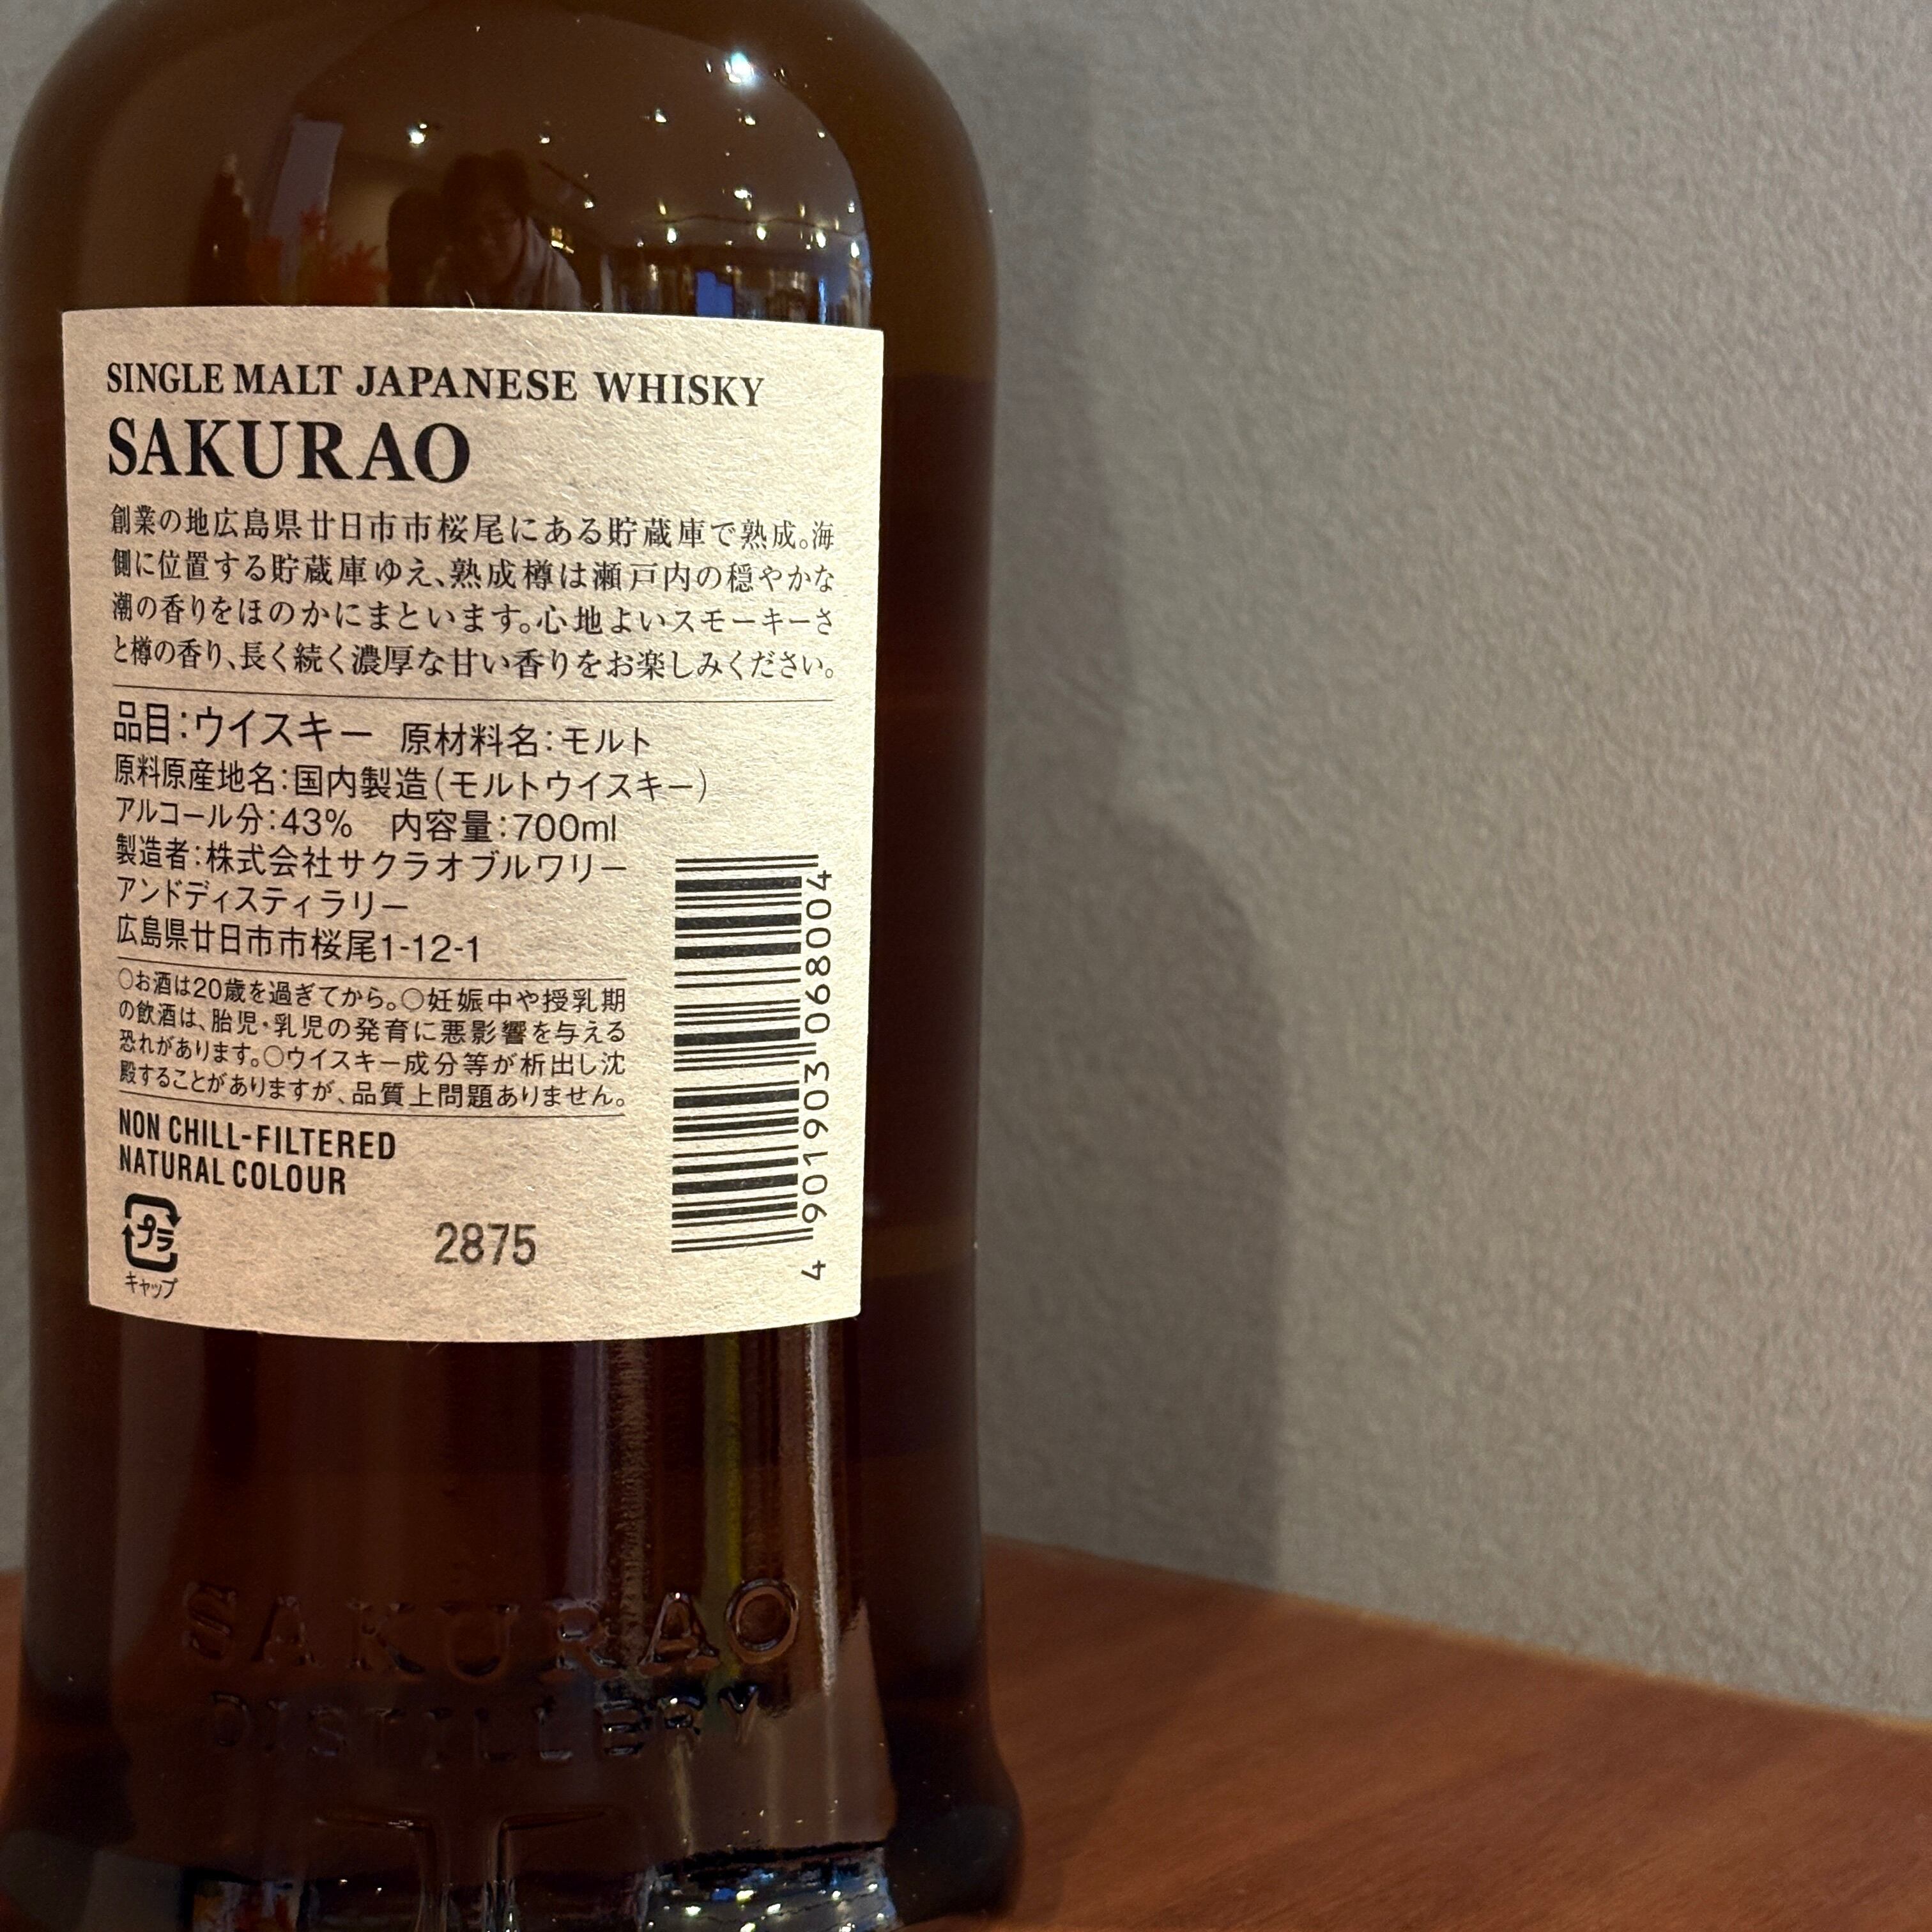 SINGLE MALT JAPANESE WHISKY
SAKURAO
創業の地広島県廿日市市桜尾にある貯蔵庫で熟成。海
側に位置する貯蔵庫ゆえ、熟成樽は瀬戸内の穏やかな
潮の香りをほのかにまといます。心地よいスモーキーさ
と樽の香り、長く続く濃厚な甘い香りをお楽しみください。
品目:ウイスキー 原材料名:モルト
原料原産地名:国内製造(モルトウイスキー)
アルコール分:43% 内容量:700ml
製造者:株式会社サクラオブルワリー
アンドディスティラリー
広島県廿日市市桜尾1-12-1
○お酒は20歳を過ぎてから。○妊娠中や授乳期
の飲酒は、胎児・乳児の発育に悪影響を与える
恐れがあります。○ウイスキー成分等が析出し沈
殿することがありますが、品質上問題ありません。
NON CHILL-FILTERED
NATURAL COLOUR
プラ
キャップ
2875
4 901903 068004
SAKURAO
DISTILLERY